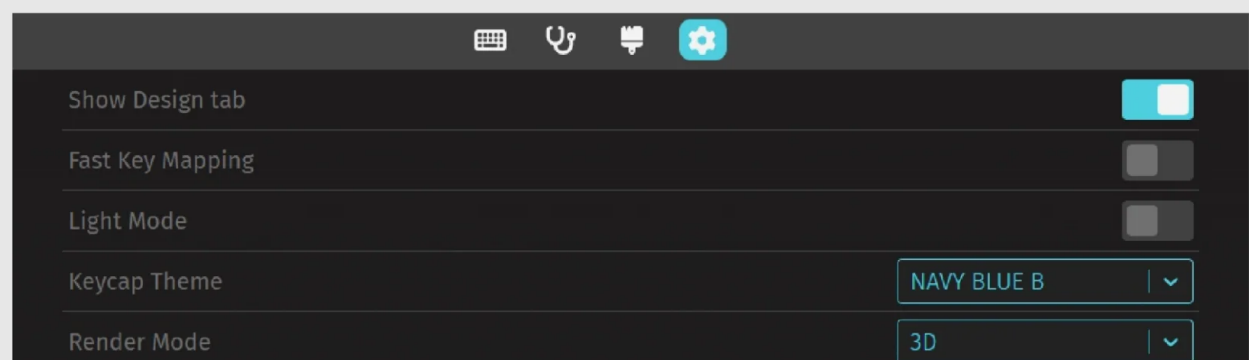 Show Design tab
Fast Key Mapping
Light Mode
Keycap Theme NAVY BLUE B
Render Mode 3D